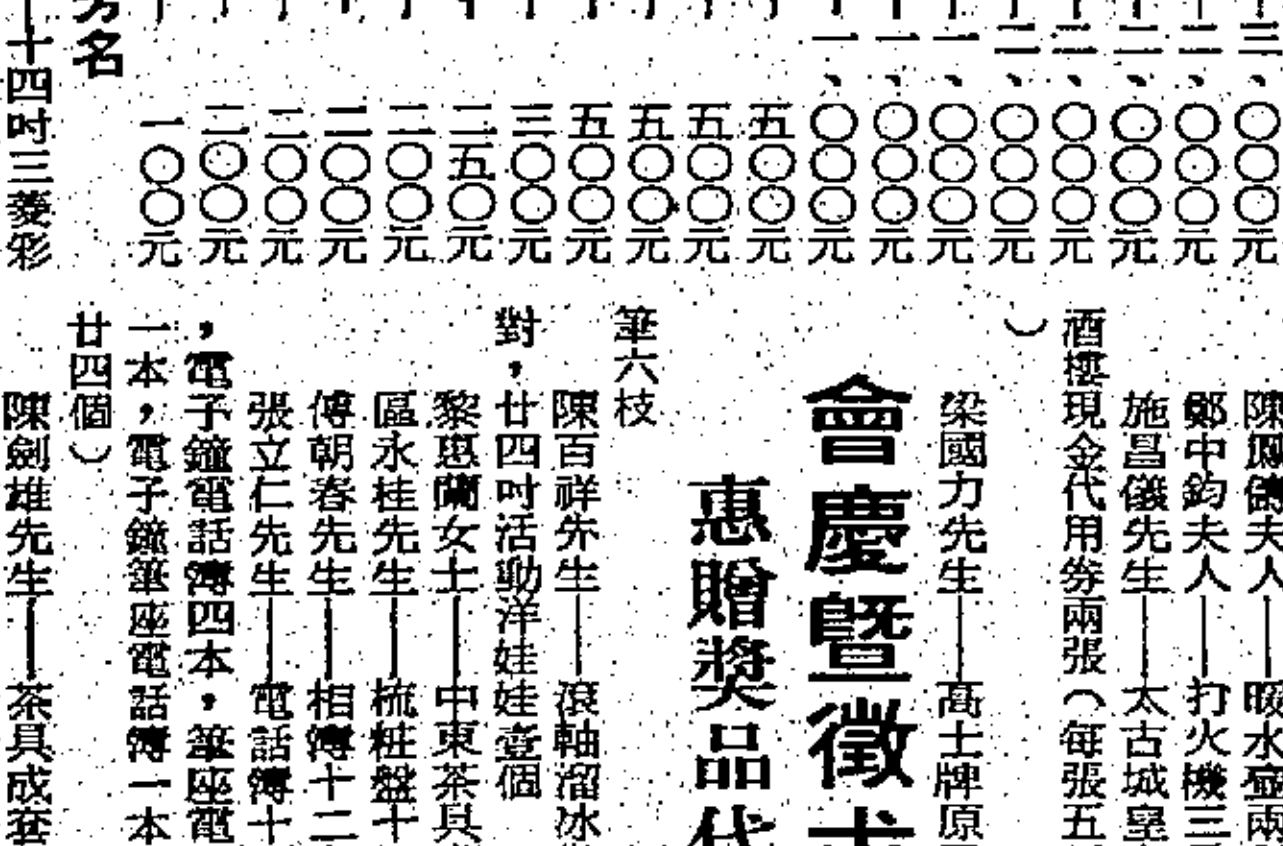 三、〇〇〇元
二、〇〇〇元
二、〇〇〇元
二、〇〇〇元
二、〇〇〇元
一、〇〇〇元
一、〇〇〇元
一、〇〇〇元
五〇〇元
五〇〇元
五〇〇元
五〇〇元
三〇〇元
二五〇元
二〇〇元
二〇〇元
二〇〇元
二〇〇元
一〇〇元
芳名
十四吋三菱彩
夫人——暖水壺兩
鄭中鈞夫人——打火機三
施昌儀先生——太古城皇
酒樓現金代用券兩張（每張五
）
梁國力先生——高士牌原
會慶暨徵
惠贈獎品代
筆六枝
陳百祥先生——滾軸溜冰
對，廿四吋活動洋娃娃壹個
黎惠蘭女士——中東茶具
區永桂先生——梳粧盤十
傅朝春先生——相簿十二
張立仁先生——電話簿十
，電子鐘電話簿四本，筆座電
一本，電子鐘筆座電話簿一本
廿四個）
陳劍雄先生——茶具成套